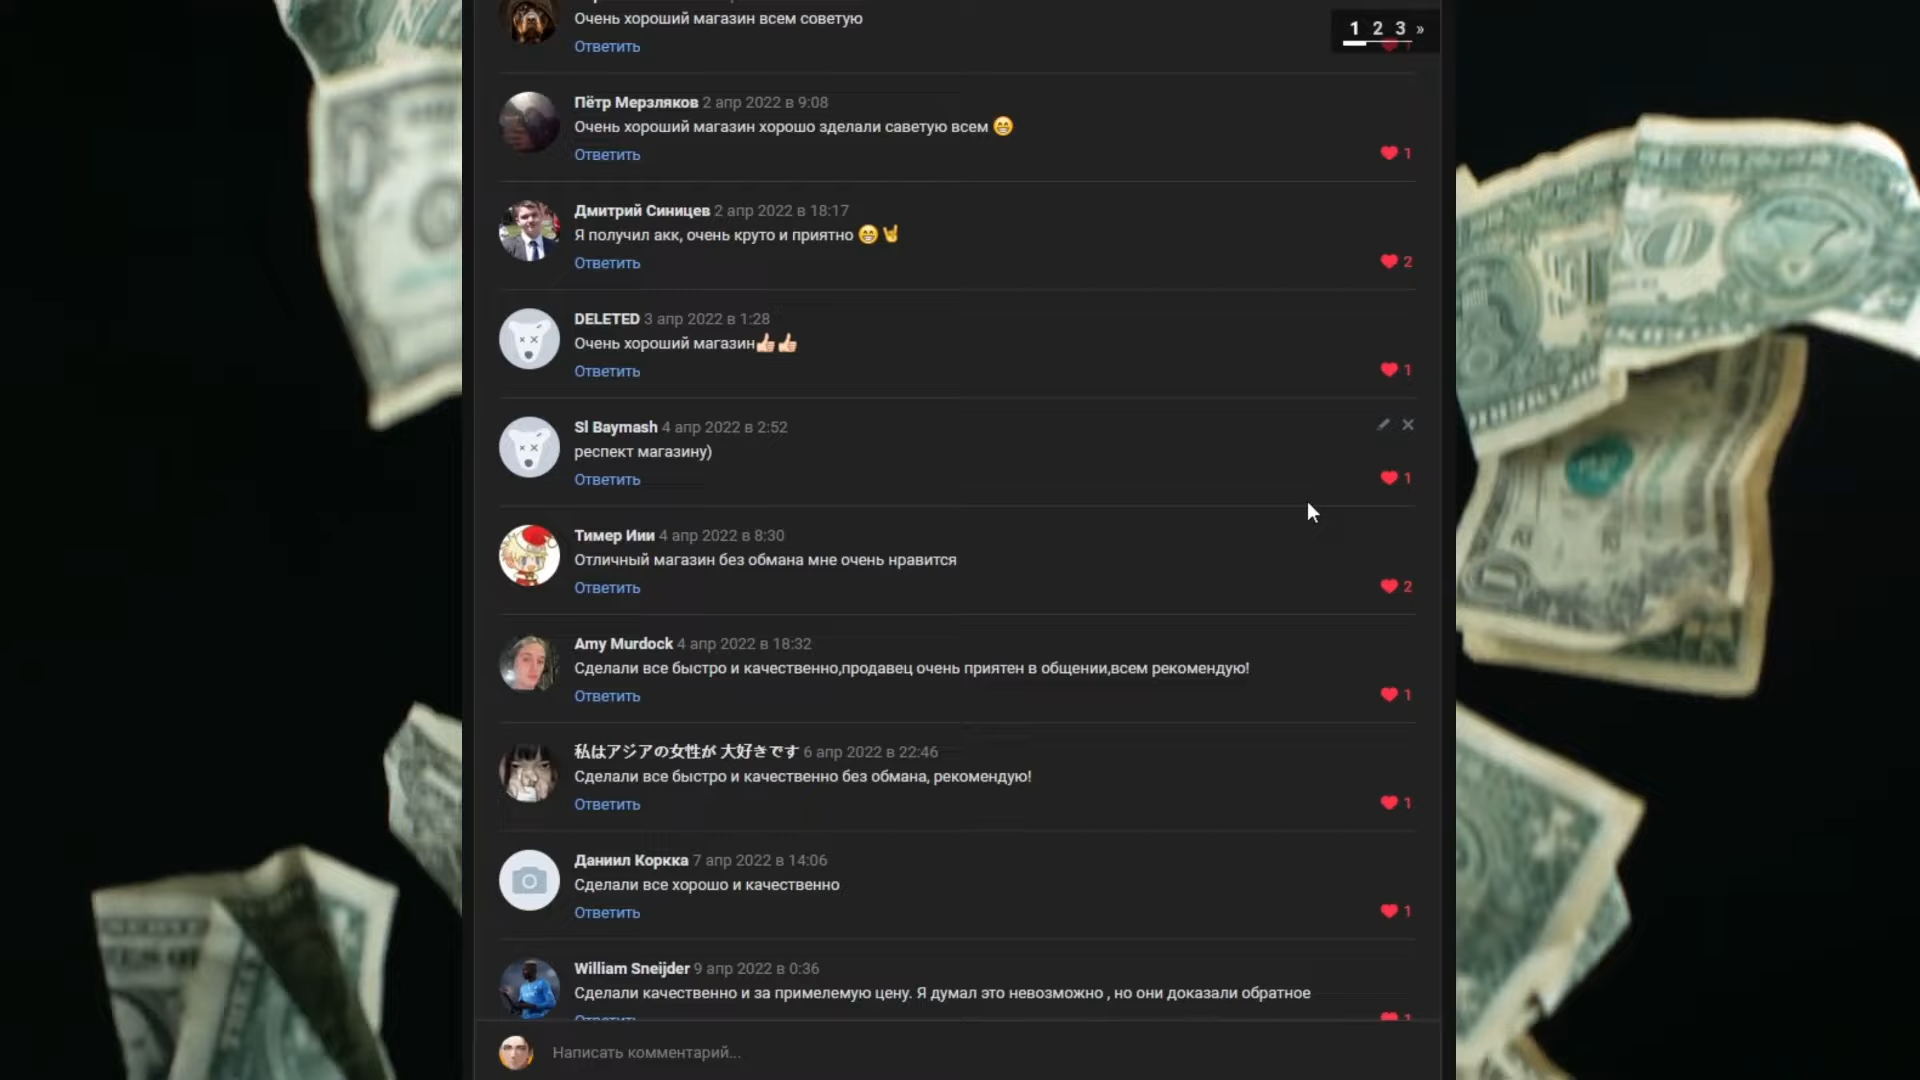 Очень хороший магазин всем советую
Ответить
1 2 3 »
1
Пётр Мерзляков 2 апр 2022 в 9:08
Очень хороший магазин хорошо зделали саветую всем 😁
Ответить
1
Дмитрий Синицев 2 апр 2022 в 18:17
Я получил акк, очень круто и приятно 😁🤘
Ответить
2
DELETED 3 апр 2022 в 1:28
Очень хороший магазин👍🏻👍🏻
Ответить
1
Sl Baymash 4 апр 2022 в 2:52
респект магазину)
Ответить
1
Тимер Иии 4 апр 2022 в 8:30
Отличный магазин без обмана мне очень нравится
Ответить
2
Amy Murdock 4 апр 2022 в 18:32
Сделали все быстро и качественно,продавец очень приятен в общении,всем рекомендую!
Ответить
1
私はアジアの女性が 大好きです 6 апр 2022 в 22:46
Сделали все быстро и качественно без обмана, рекомендую!
Ответить
1
Даниил Коркка 7 апр 2022 в 14:06
Сделали все хорошо и качественно
Ответить
1
William Sneijder 9 апр 2022 в 0:36
Сделали качественно и за примелемую цену. Я думал это невозможно , но они доказали обратное
Ответить
1
Написать комментарий...